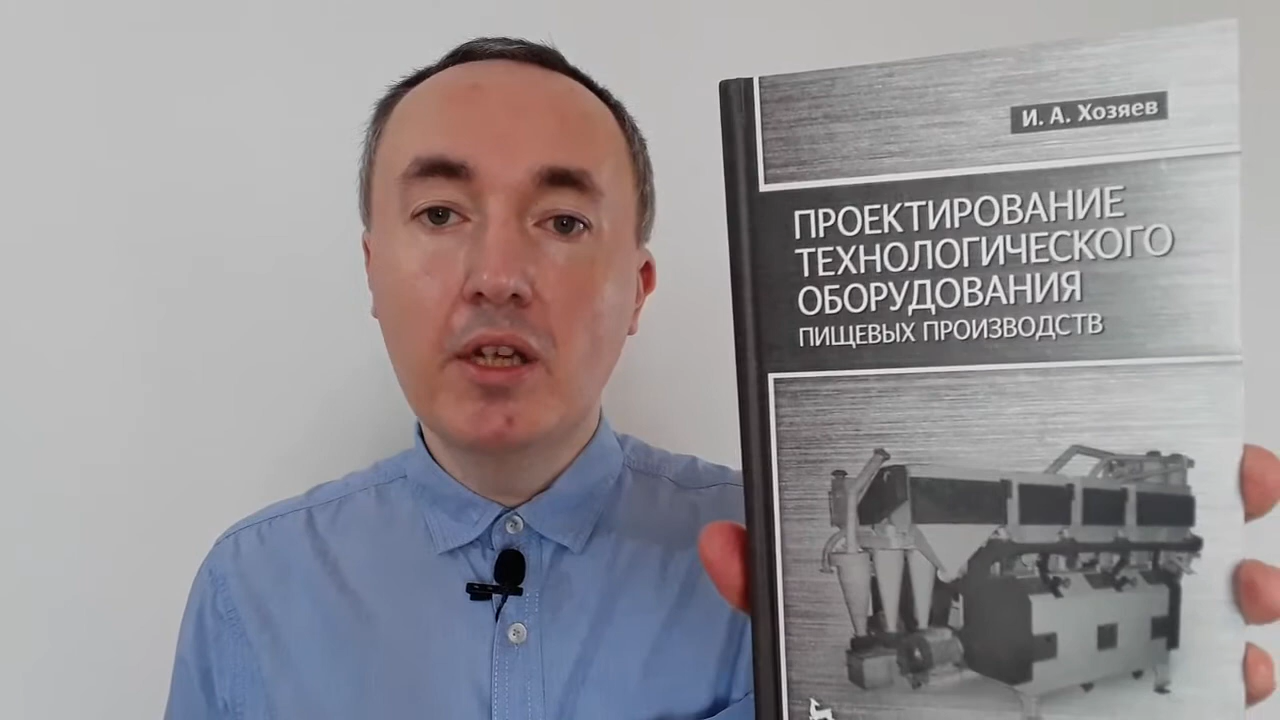 И. А. Хозяев
ПРОЕКТИРОВАНИЕ
ТЕХНОЛОГИЧЕСКОГО
ОБОРУДОВАНИЯ
ПИЩЕВЫХ ПРОИЗВОДСТВ